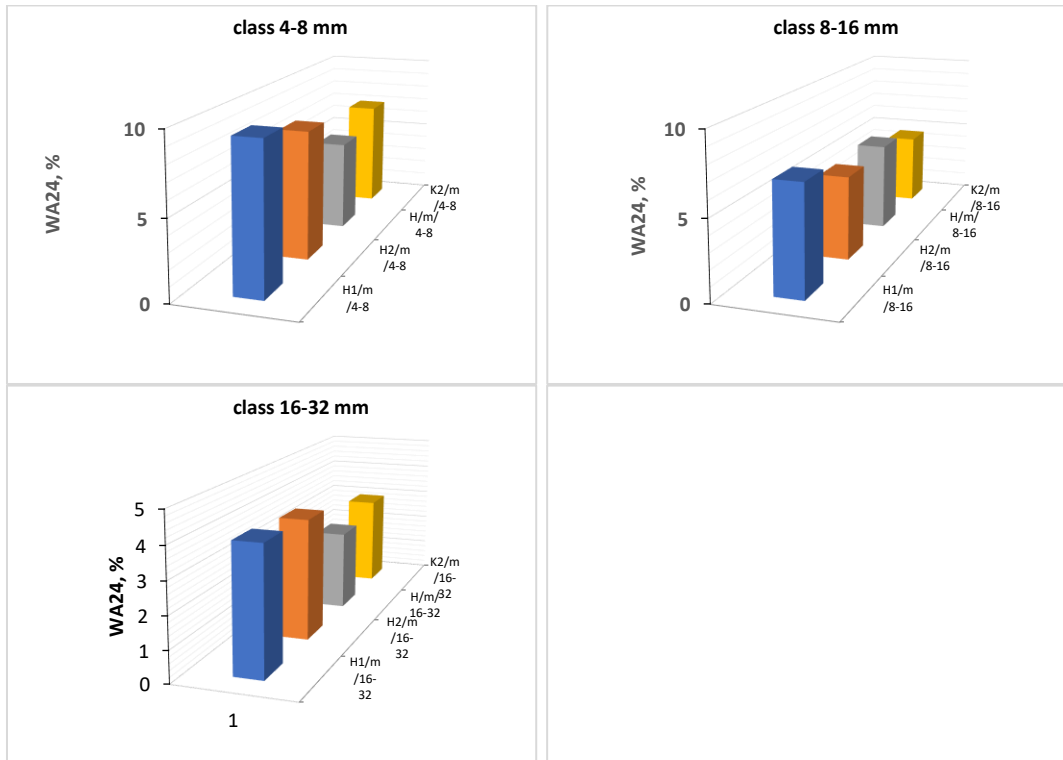 class 4-8 mm
WA24, %
10
5
0
K2/m
/4-8
H/m/
4-8
H2/m
/4-8
H1/m
/4-8
class 8-16 mm
WA24, %
10
5
0
K2/m
/8-16
H/m/
8-16
H2/m
/8-16
H1/m
/8-16
class 16-32 mm
WA24, %
5
4
3
2
1
0
K2/m
/16-
32
H/m/
16-32
H2/m
/16-
32
H1/m
/16-
32
1